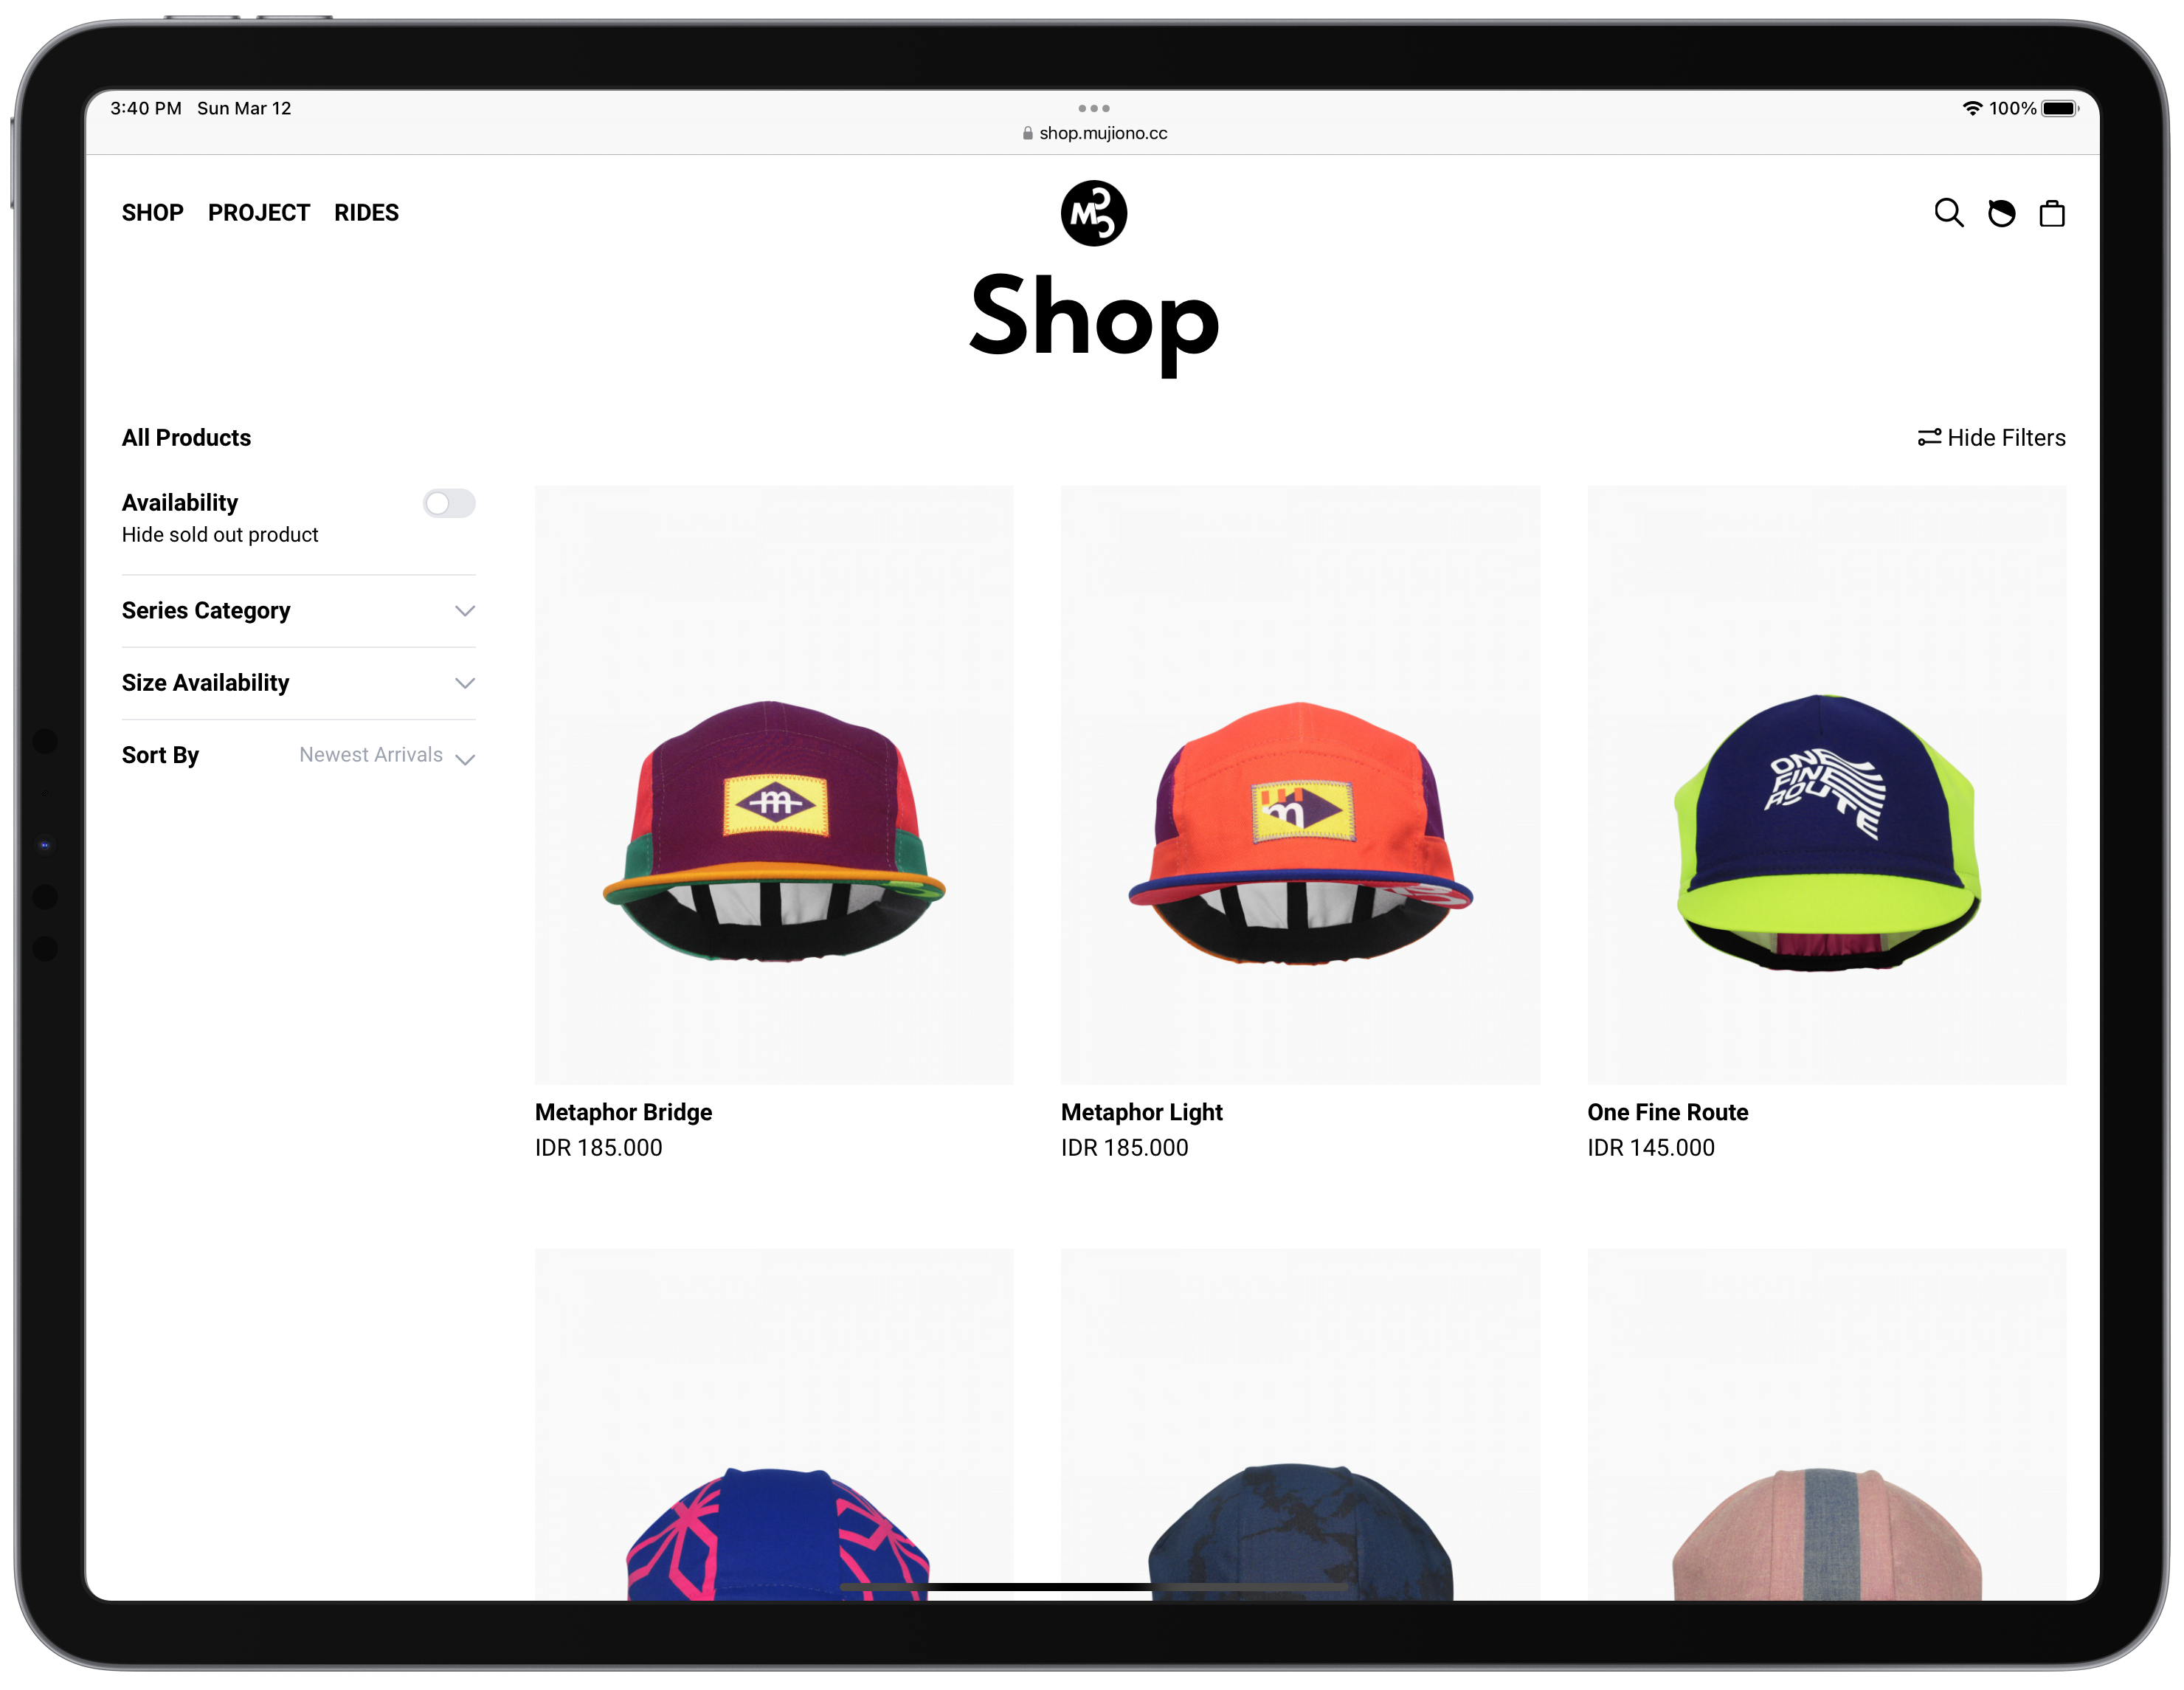 3:40 PM Sun Mar 12
100%
shop.mujiono.cc
SHOP PROJECT RIDES
M
Shop
All Products
Hide Filters
Availability
Hide sold out product
Series Category
Size Availability
Sort By Newest Arrivals
m
m
ONE
FINE
ROUTE
Metaphor Bridge
IDR 185.000
Metaphor Light
IDR 185.000
One Fine Route
IDR 145.000